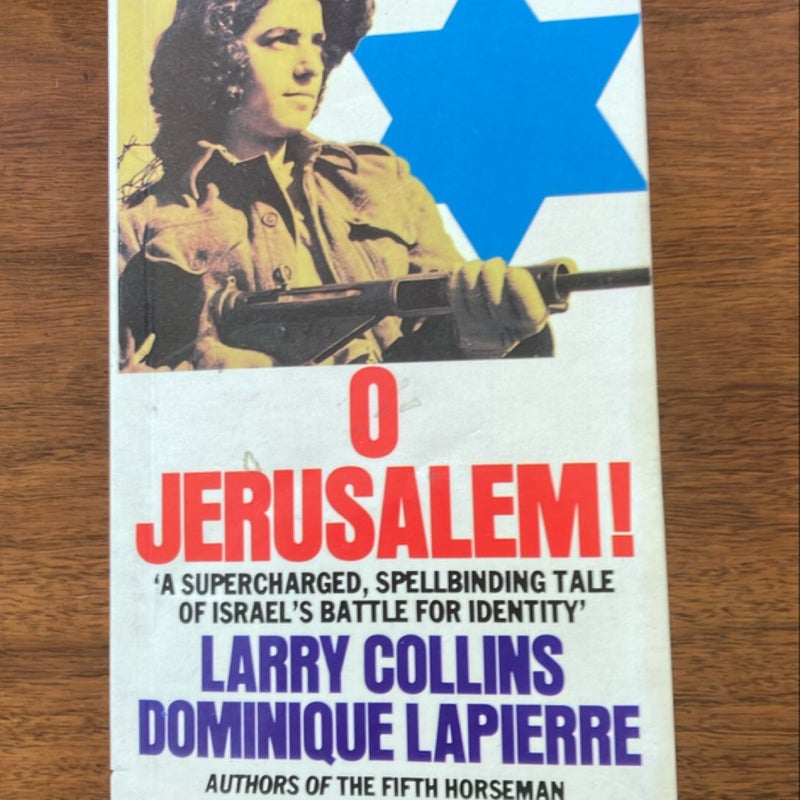 O
JERUSALEM!
‘A SUPERCHARGED, SPELLBINDING TALE
OF ISRAEL’S BATTLE FOR IDENTITY’
LARRY COLLINS
DOMINIQUE LAPIERRE
AUTHORS OF THE FIFTH HORSEMAN